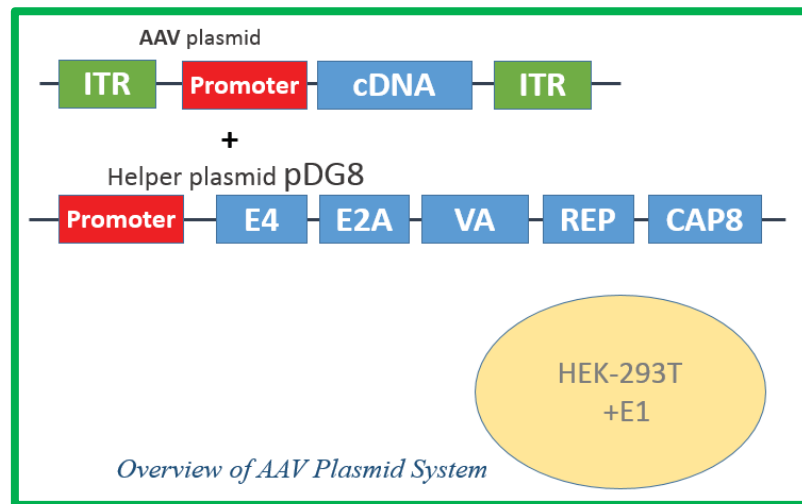 AAV plasmid
ITR Promoter cDNA ITR
+
Helper plasmid pDG8
Promoter E4 E2A VA REP CAP8
HEK-293T
+E1
Overview of AAV Plasmid System